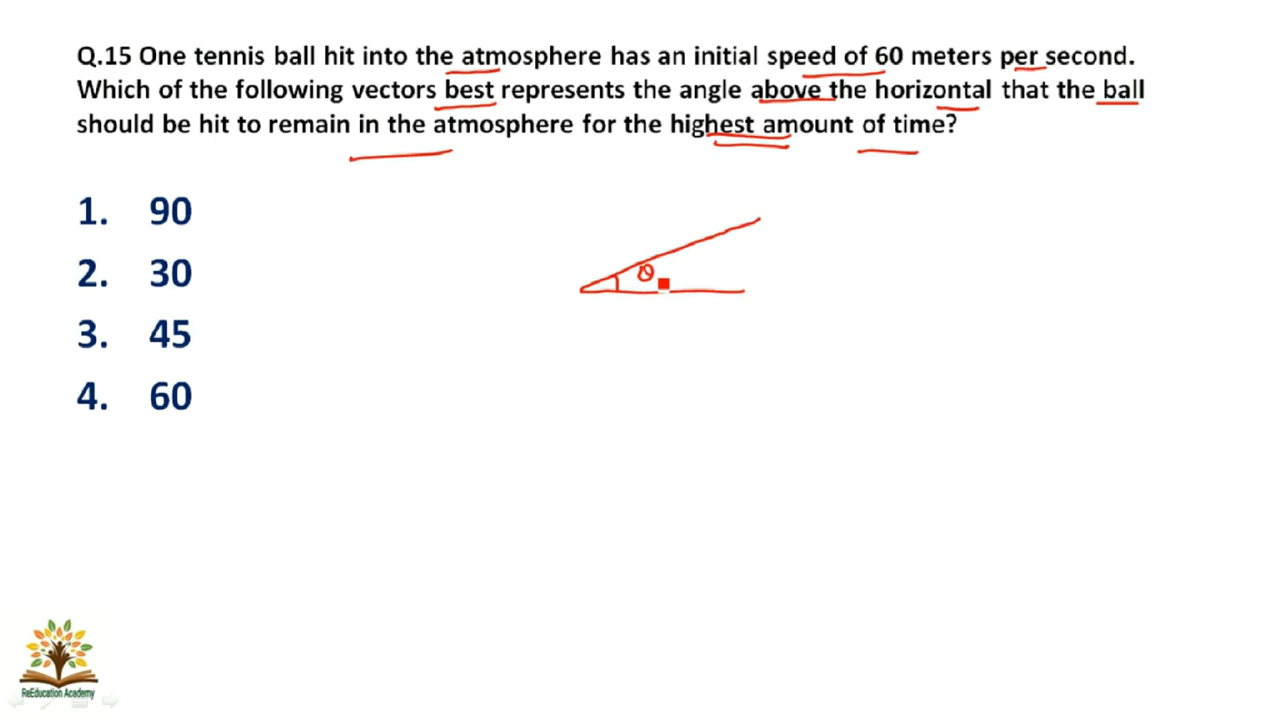 Q.15 One tennis ball hit into the atmosphere has an initial speed of 60 meters per second.
Which of the following vectors best represents the angle above the horizontal that the ball
should be hit to remain in the atmosphere for the highest amount of time?
1. 90
2. 30
3. 45
4. 60
θ
ReEducation Academy